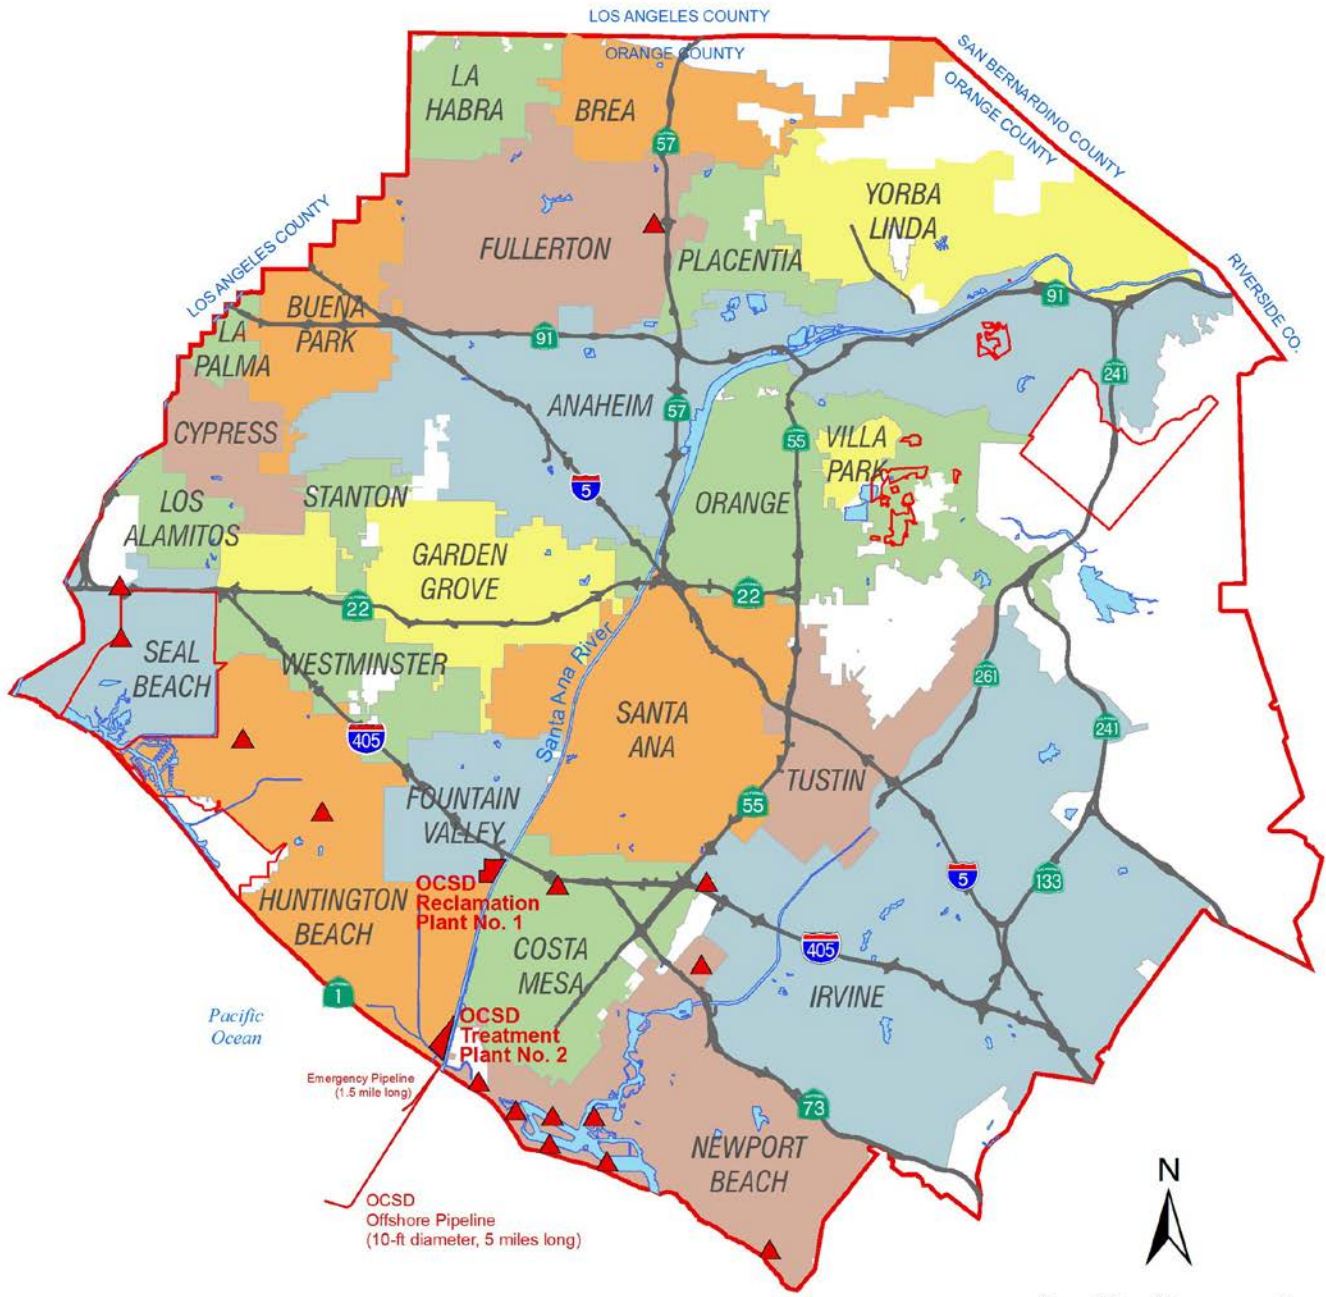 LOS ANGELES COUNTY
ORANGE COUNTY
SAN BERNARDINO COUNTY
ORANGE COUNTY
LA
HABRA
BREA
57
YORBA
LINDA
LOS ANGELES COUNTY
FULLERTON
PLACENTIA
RIVERSIDE CO.
BUENA
PARK
91
LA
PALMA
91
241
ANAHEIM
57
CYPRESS
55
VILLA
PARK
5
STANTON
ORANGE
LOS
ALAMITOS
GARDEN
GROVE
22
22
Santa Ana River
SEAL
BEACH
WESTMINSTER
261
SANTA
ANA
241
405
TUSTIN
FOUNTAIN
VALLEY
55
5
133
OCSD
Reclamation
Plant No. 1
HUNTINGTON
BEACH
COSTA
MESA
405
IRVINE
1
Pacific
Ocean
OCSD
Treatment
Plant No. 2
Emergency Pipeline
(1.5 mile long)
73
NEWPORT
BEACH
N
OCSD
Offshore Pipeline
(10-ft diameter, 5 miles long)